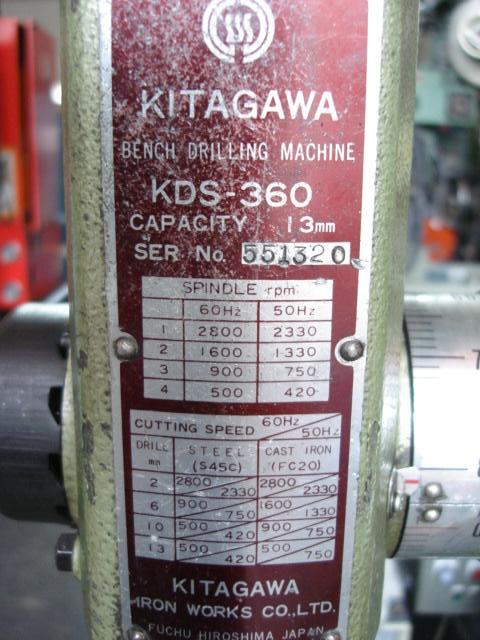 KITAGAWA
BENCH DRILLING MACHINE
KDS-360
CAPACITY 13mm
SER No. 551320
SPINDLE rpm
60Hz 50Hz
1 2800 2330
2 1600 1330
3 900 750
4 500 420
CUTTING SPEED 60Hz 50Hz
DRILL mm STEEL (S45C) CAST IRON (FC20)
2 2800 2330 2800 2330
6 900 750 1600 1330
10 500 420 900 750
13 500 420 500 750
KITAGAWA
IRON WORKS CO.,LTD.
FUCHU HIROSHIMA JAPAN